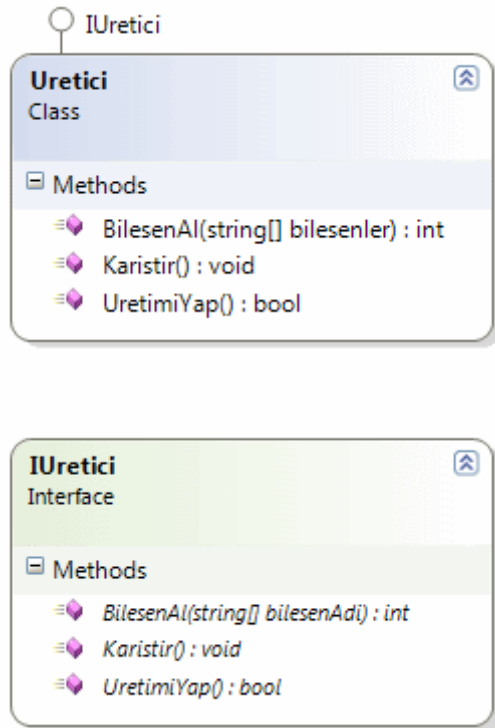 IUretici
Uretici
Class
Methods
BilesenAl(string[] bilesenler) : int
Karistir() : void
UretimiYap() : bool
IUretici
Interface
Methods
BilesenAl(string[] bilesenAdi) : int
Karistir() : void
UretimiYap() : bool